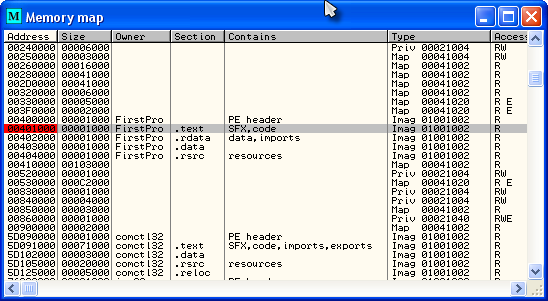 M Memory map
Address Size Owner Section Contains Type Access
00240000 00006000 Priv 00021004 RW
00250000 00003000 Map 00041004 RW
00260000 00016000 Map 00041002 R
00280000 00041000 Map 00041002 R
002D0000 00041000 Map 00041002 R
00320000 00006000 Map 00041002 R
00330000 00005000 Map 00041020 R E
003F0000 00002000 Map 00041020 R E
00400000 00001000 FirstPro PE header Imag 01001002 R
00401000 00001000 FirstPro .text SFX,code Imag 01001002 R
00402000 00001000 FirstPro .rdata data,imports Imag 01001002 R
00403000 00001000 FirstPro .data Imag 01001002 R
00404000 00001000 FirstPro .rsrc resources Imag 01001002 R
00410000 00103000 Map 00041002 R
00520000 00001000 Priv 00021004 RW
00530000 000C2000 Map 00041020 R E
00830000 00001000 Priv 00021004 RW
00840000 00004000 Priv 00021004 RW
00850000 00003000 Map 00041002 R
00860000 00001000 Priv 00021040 RWE
00900000 00002000 Map 00041002 R
5D090000 00001000 comctl32 PE header Imag 01001002 R
5D091000 00071000 comctl32 .text SFX,code,imports,exports Imag 01001002 R
5D102000 00003000 comctl32 .data Imag 01001002 R
5D105000 00020000 comctl32 .rsrc resources Imag 01001002 R
5D125000 00005000 comctl32 .reloc Imag 01001002 R